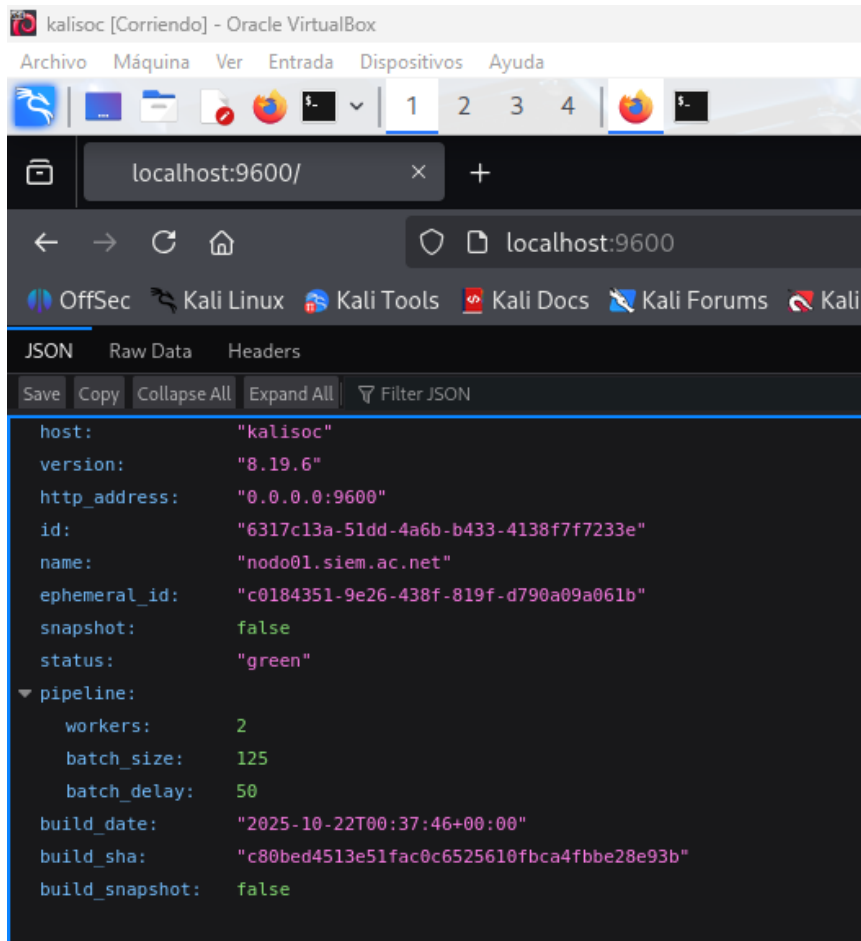 kalisoc [Corriendo] - Oracle VirtualBox
Archivo Máquina Ver Entrada Dispositivos Ayuda
1 2 3 4
localhost:9600/
localhost:9600
OffSec Kali Linux Kali Tools Kali Docs Kali Forums Kali
JSON Raw Data Headers
Save Copy Collapse All Expand All Filter JSON
host: "kalisoc"
version: "8.19.6"
http_address: "0.0.0.0:9600"
id: "6317c13a-51dd-4a6b-b433-4138f7f7233e"
name: "nodo01.siem.ac.net"
ephemeral_id: "c0184351-9e26-438f-819f-d790a09a061b"
snapshot: false
status: "green"
pipeline:
workers: 2
batch_size: 125
batch_delay: 50
build_date: "2025-10-22T00:37:46+00:00"
build_sha: "c80bed4513e51fac0c6525610fbca4fbbe28e93b"
build_snapshot: false